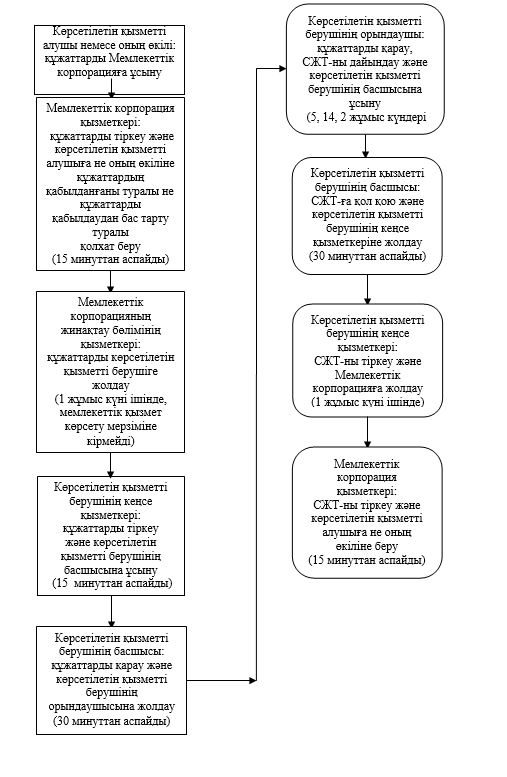 Көрсетілетін қызметті
алушы немесе оның өкілі:
құжаттарды Мемлекеттік
корпорацияға ұсыну
Мемлекеттік корпорация
қызметкері:
құжаттарды тіркеу және
көрсетілетін қызметті
алушыға не оның өкіліне
құжаттардың
қабылданғаны туралы не
құжаттарды
қабылдаудан бас тарту
туралы
қолхат беру
(15 минуттан аспайды)
Мемлекеттік
корпорацияның
жинақтау бөлімінің
қызметкері:
құжаттарды көрсетілетін
қызметті берушіге
жолдау
(1 жұмыс күні ішінде,
мемлекеттік қызмет
көрсету мерзіміне
кірмейді)
Көрсетілетін қызметті
берушінің кеңсе
қызметкері:
құжаттарды тіркеу
және көрсетілетін
қызметті берушінің
басшысына ұсыну
(15 минуттан аспайды)
Көрсетілетін қызметті
берушінің басшысы:
құжаттарды қарау және
көрсетілетін қызметті
берушінің
орындаушысына жолдау
(30 минуттан аспайды)
Көрсетілетін қызметті
берушінің орындаушы:
құжаттарды қарау,
СЖТ-ны дайындау және
көрсетілетін қызметті
берушінің басшысына
ұсыну
(5, 14, 2 жұмыс күндері
Көрсетілетін қызметті
берушінің басшысы:
СЖТ-ға қол қою және
көрсетілетін қызметті
берушінің кеңсе
қызметкеріне жолдау
(30 минуттан аспайды)
Көрсетілетін қызметті
берушінің кеңсе
қызметкері:
СЖТ-ны тіркеу және
Мемлекеттік
корпорацияға жолдау
(1 жұмыс күні ішінде)
Мемлекеттік
корпорация
қызметкері:
СЖТ-ны тіркеу және
көрсетілетін қызметті
алушыға не оның
өкіліне беру
(15 минуттан аспайды)